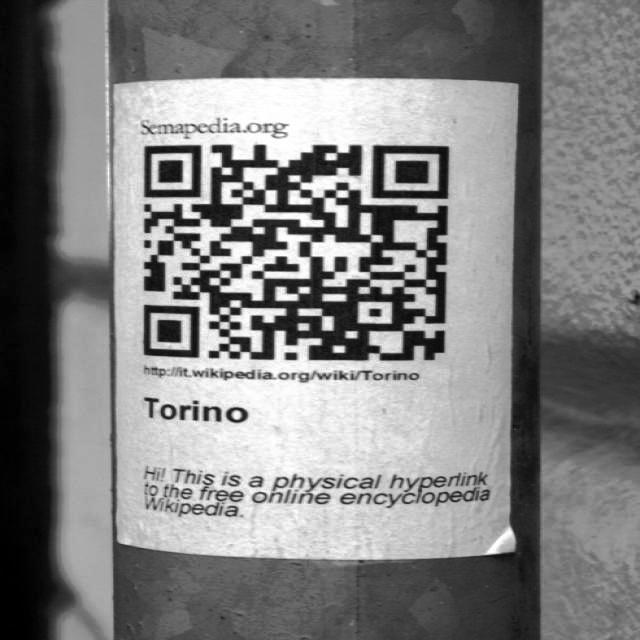 Semapedia.org
http://it.wikipedia.org/wiki/Torino
Torino
Hi! This is a physical hyperlink
to the free online encyclopedia
Wikipedia.